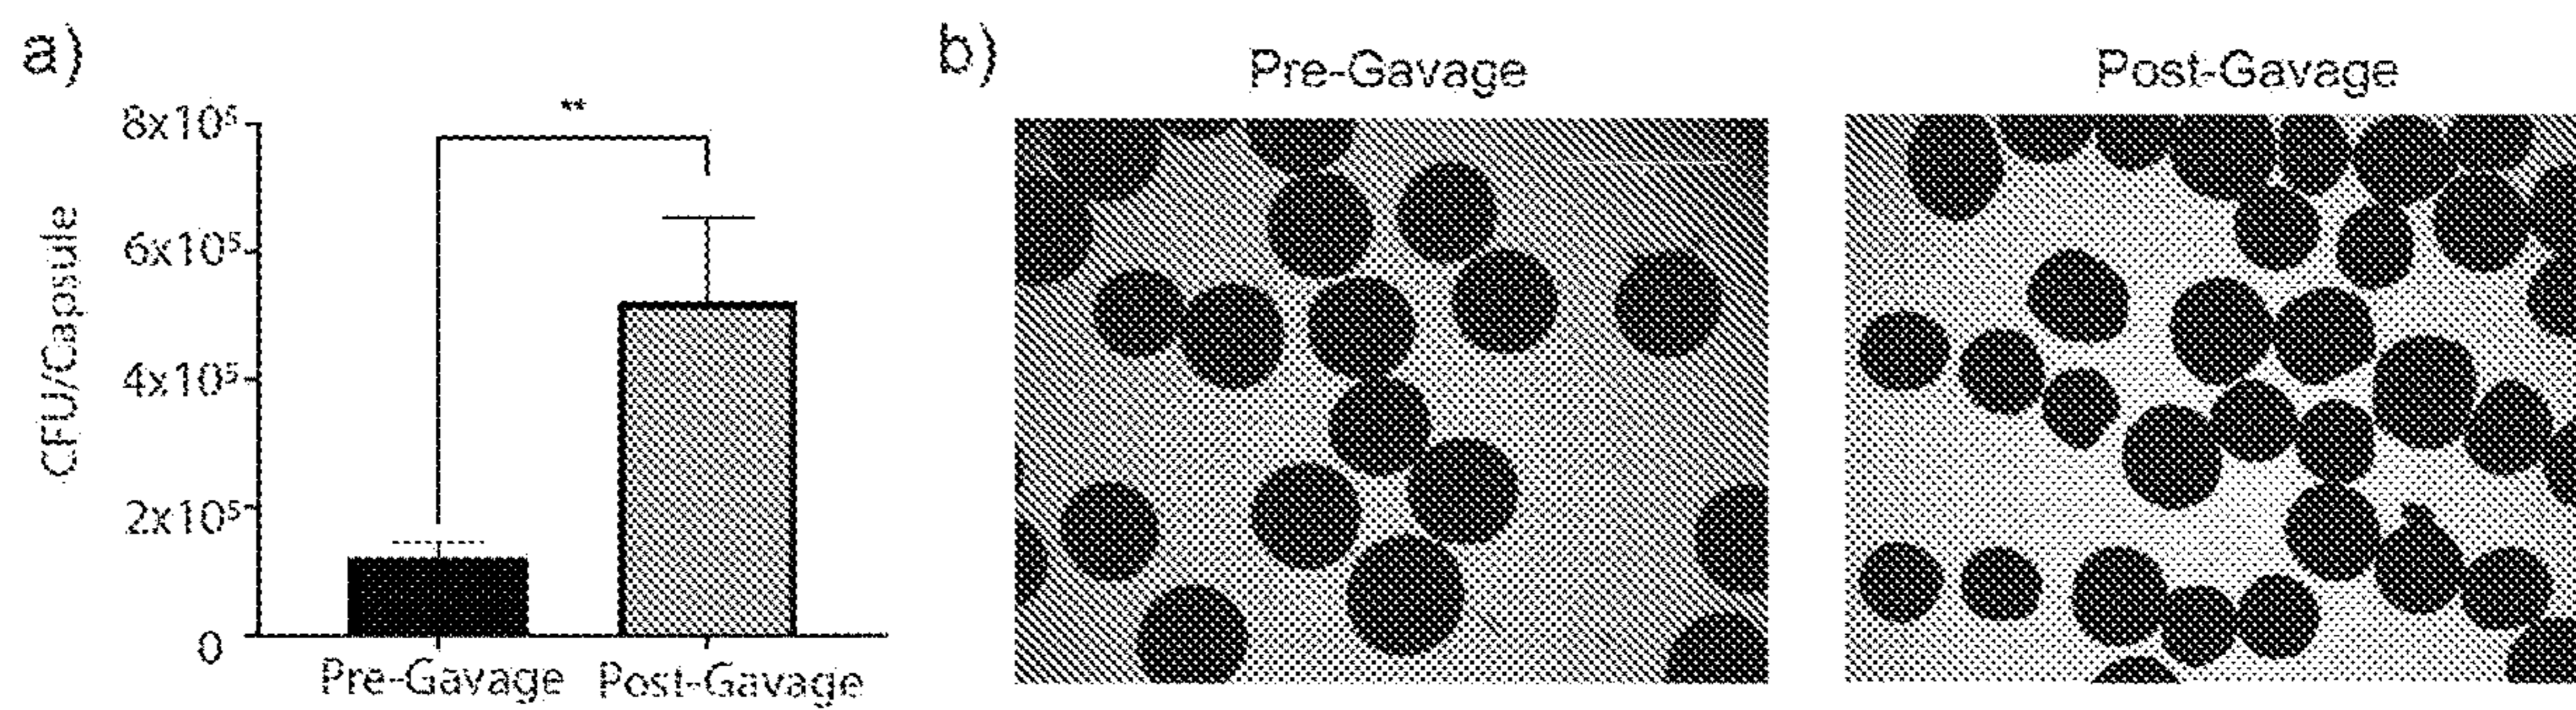 a)
**
8x10⁵
6x10⁵
4x10⁵
2x10⁵
0
CFU/Capsule
Pre-Gavage Post-Gavage
b)
Pre-Gavage Post-Gavage